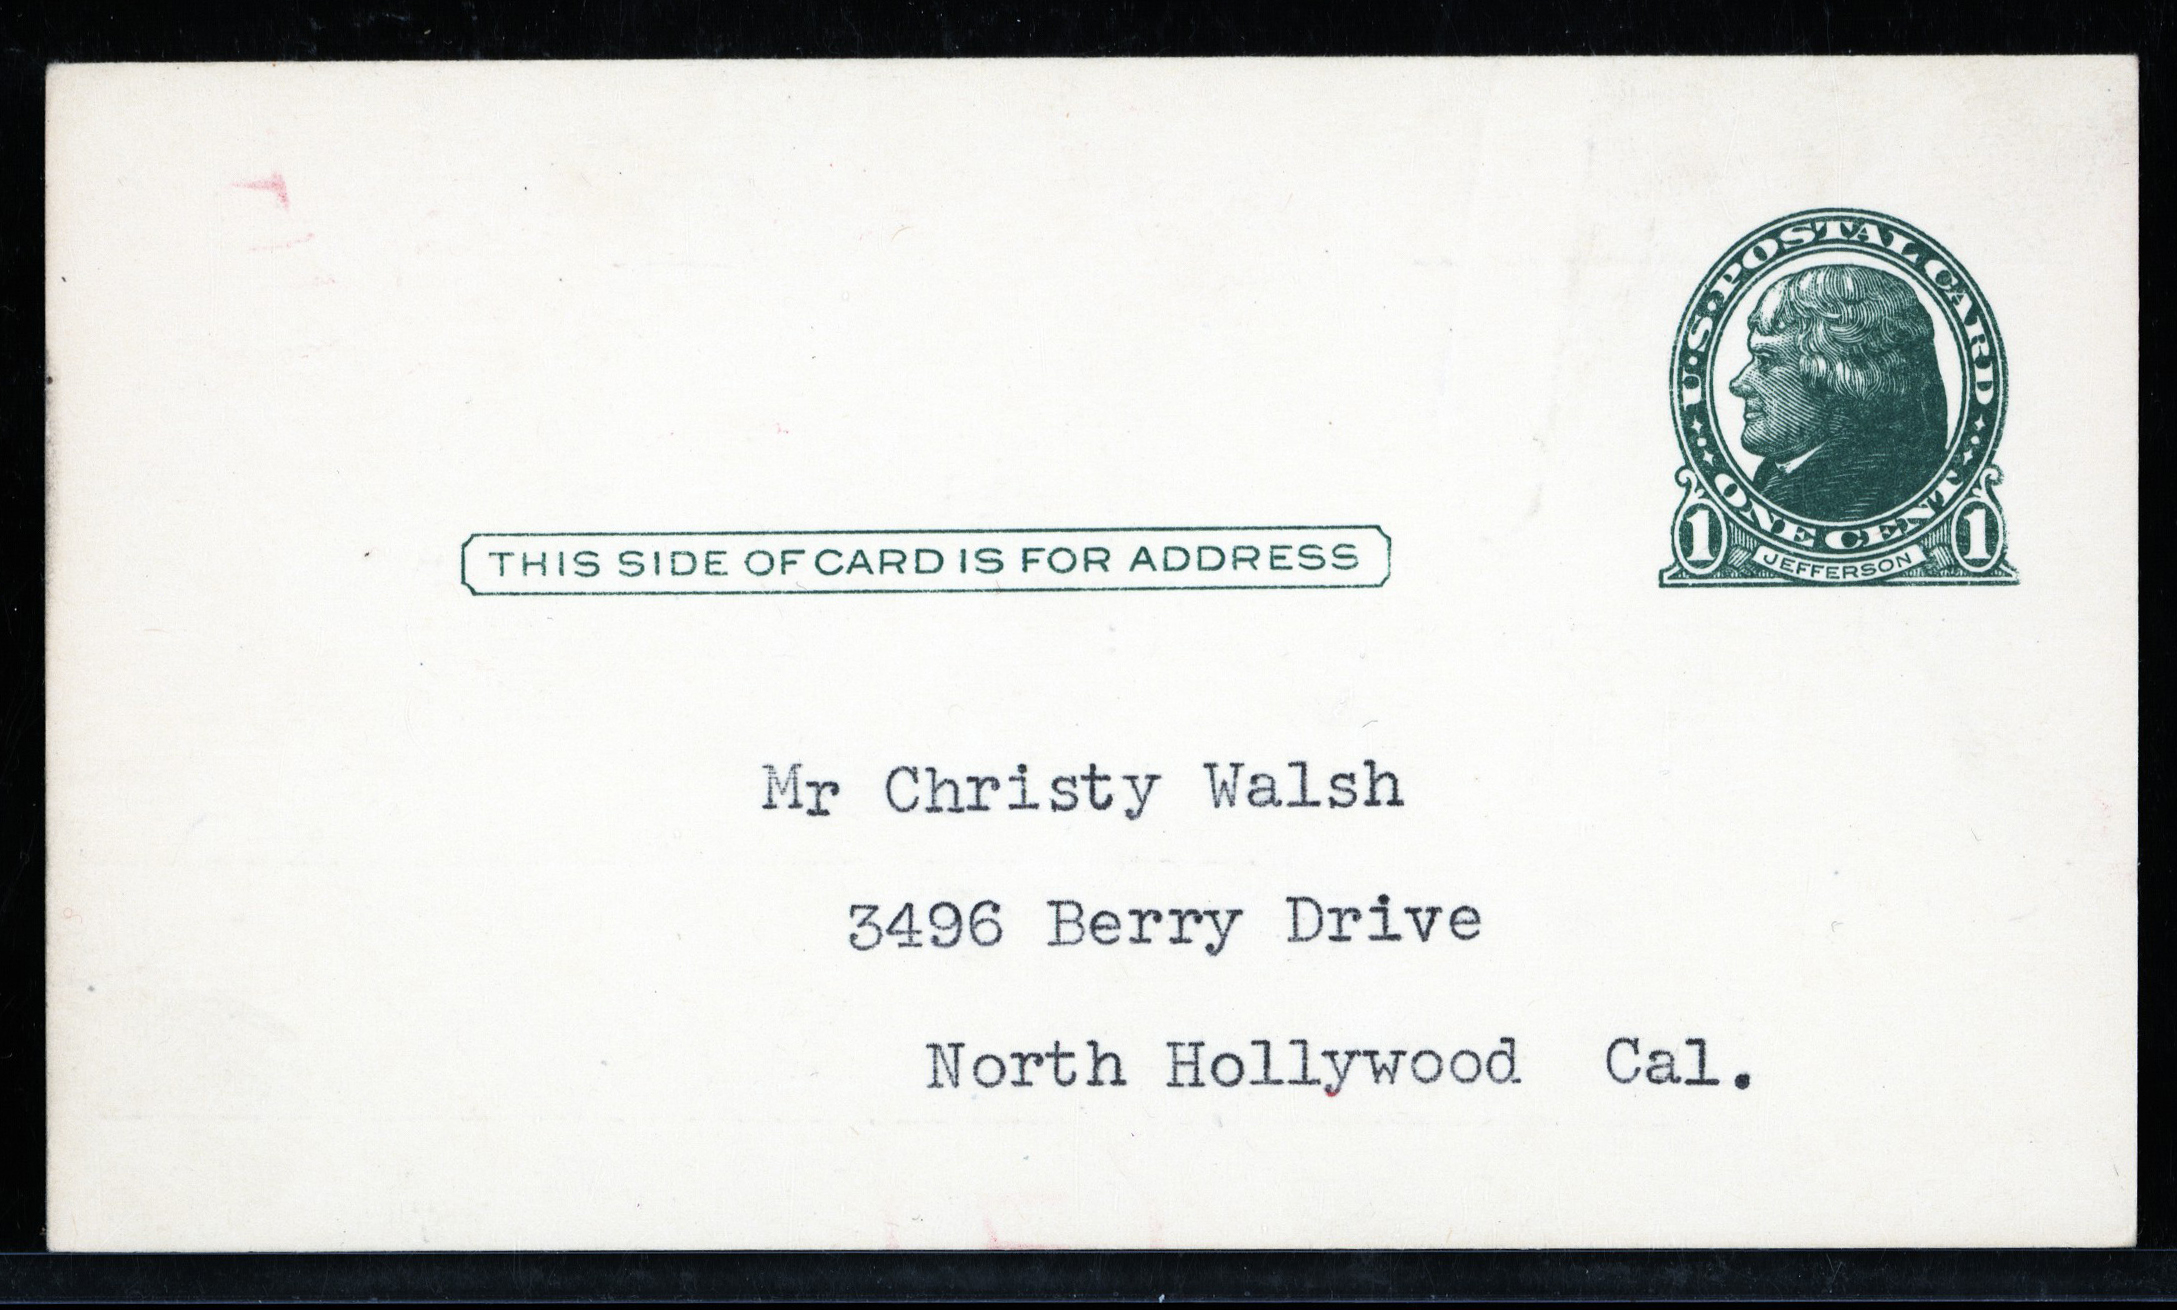 U.S. POSTAL CARD
ONE CENT
1 JEFFERSON 1
THIS SIDE OF CARD IS FOR ADDRESS
Mr Christy Walsh
3496 Berry Drive
North Hollywood Cal.